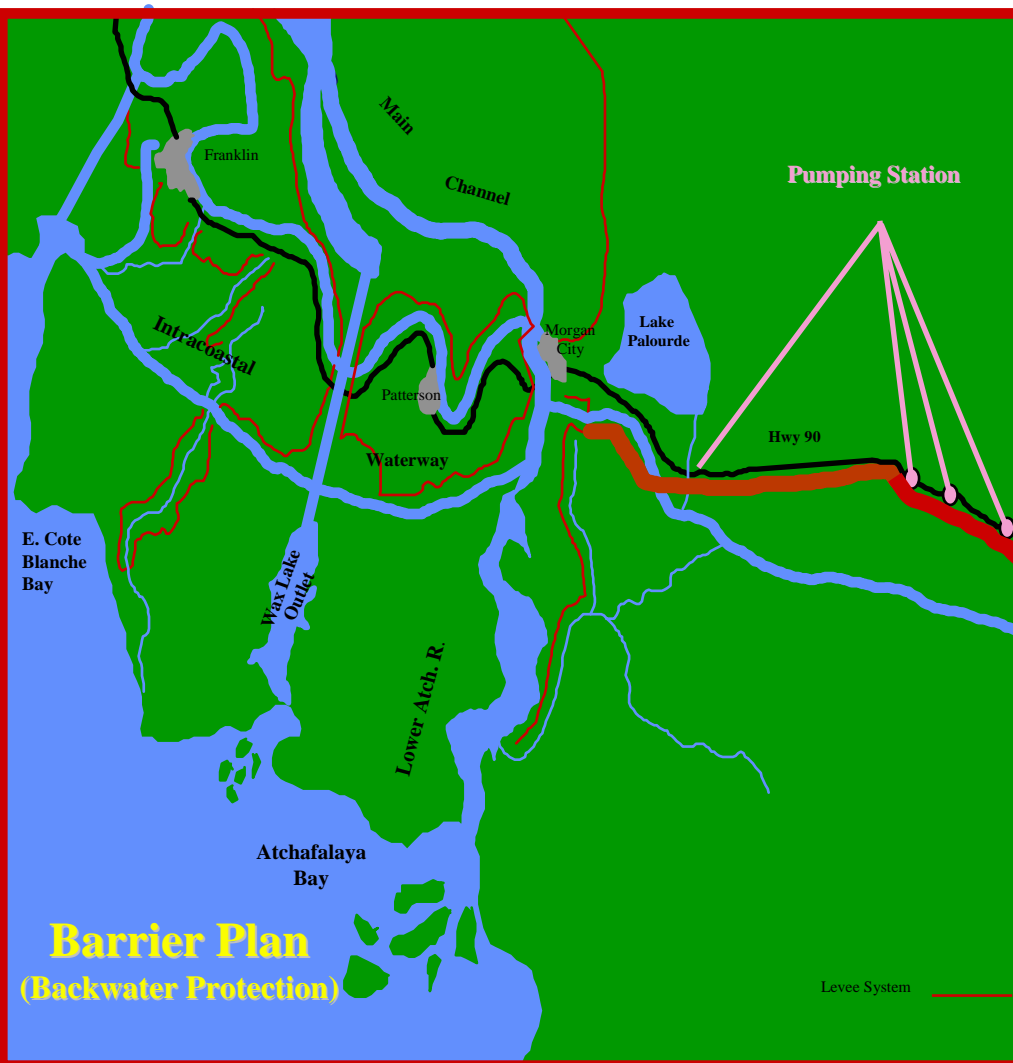 Main
Channel
Franklin
Pumping Station
Intracoastal
Morgan
City
Lake
Palourde
Patterson
Hwy 90
Waterway
E. Cote
Blanche
Bay
Wax Lake
Outlet
Lower Atch. R.
Atchafalaya
Bay
Barrier Plan
(Backwater Protection)
Levee System